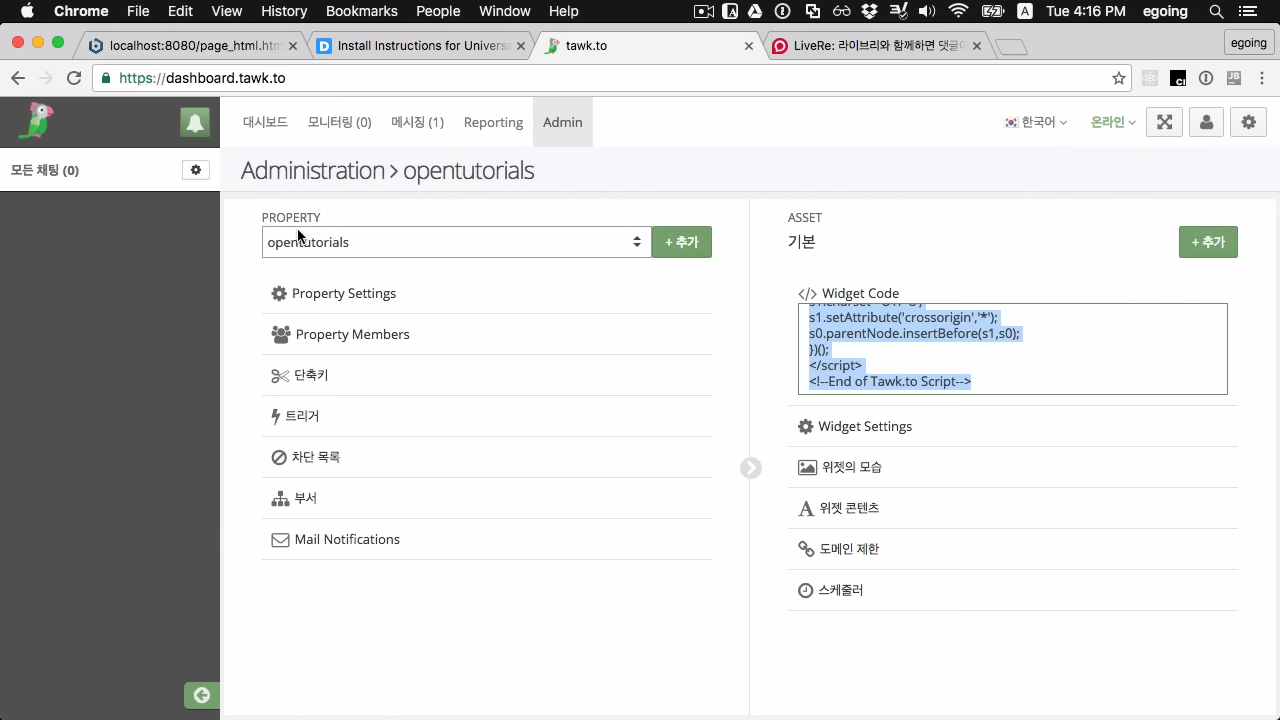 Chrome File Edit View History Bookmarks People Window Help Tue 4:16 PM egoing
localhost:8080/page_html.htm
Install Instructions for Univers
tawk.to
LiveRe: 라이브리와 함께하면
egoing
https://dashboard.tawk.to
대시보드 모니터링 (0) 메시징 (1) Reporting Admin 한국어 온라인
모든 채팅 (0)
Administration > opentutorials
PROPERTY
opentutorials
+ 추가
Property Settings
Property Members
단축키
트리거
차단 목록
부서
Mail Notifications
ASSET
기본
+ 추가
</> Widget Code
s1.setAttribute('crossorigin','*');
s0.parentNode.insertBefore(s1,s0);
})();
</script>
<!--End of Tawk.to Script-->
Widget Settings
위젯의 모습
위젯 콘텐츠
도메인 제한
스케줄러